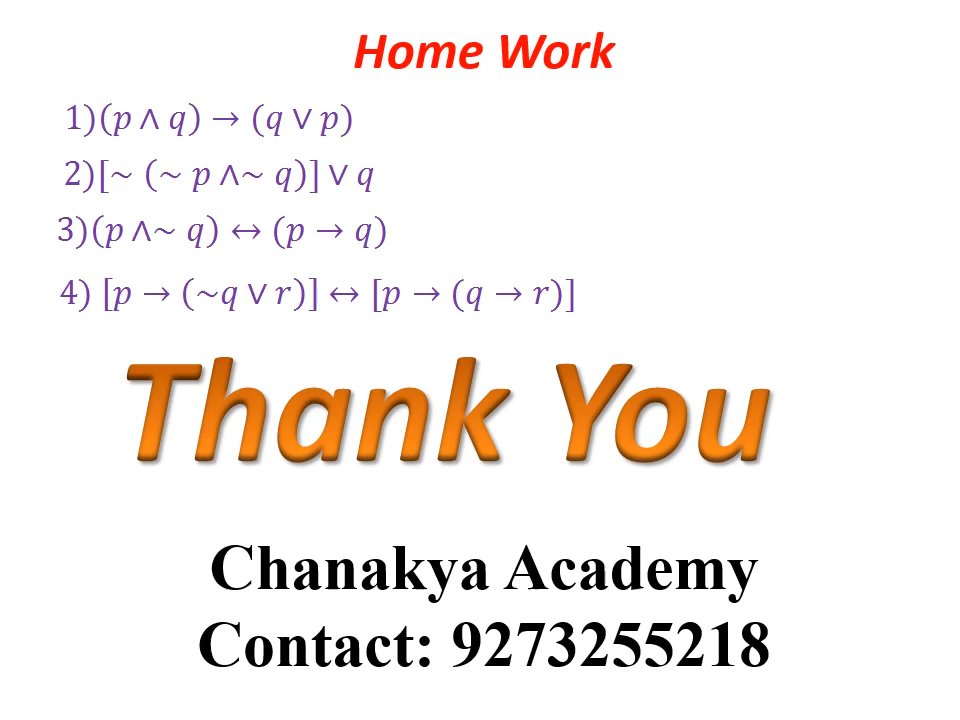 Home Work
1)(p ∧ q) → (q ∨ p)
2)[~ (~ p ∧~ q)] ∨ q
3)(p ∧~ q) ↔ (p → q)
4) [p → (~q ∨ r)] ↔ [p → (q → r)]
Thank You
Chanakya Academy
Contact: 9273255218